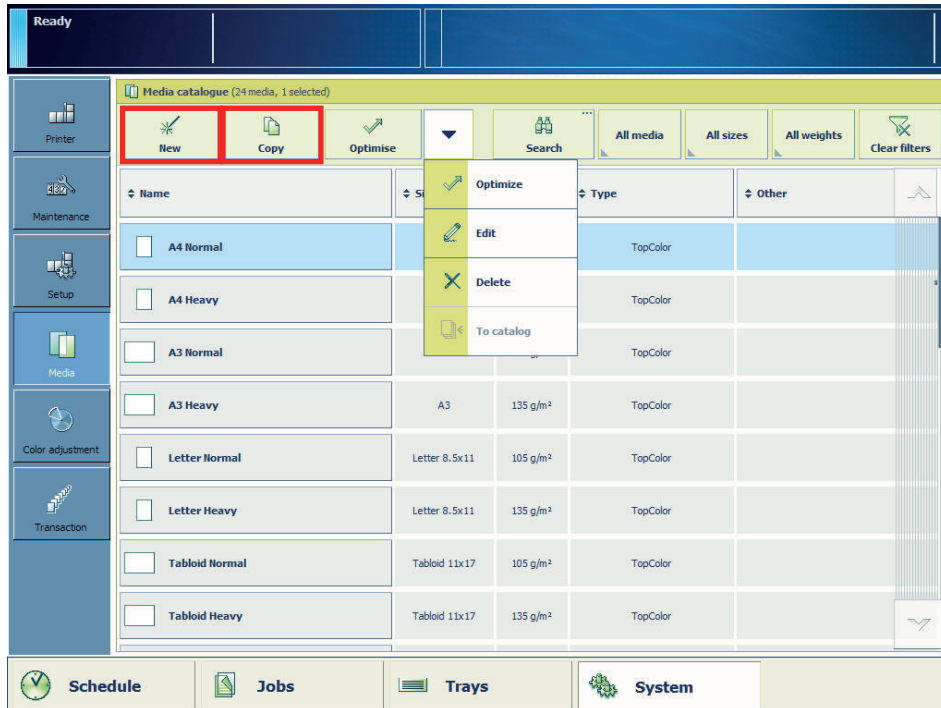 Ready
Media catalogue (24 media, 1 selected)
Printer
Maintenance
Setup
Media
Color adjustment
Transaction
New
Copy
Optimise
Search
...
All media
All sizes
All weights
Clear filters
Name
Si
Type
Other
Optimize
Edit
Delete
To catalog
A4 Normal
TopColor
A4 Heavy
TopColor
A3 Normal
TopColor
A3 Heavy
A3
135 g/m²
TopColor
Letter Normal
Letter 8.5x11
105 g/m²
TopColor
Letter Heavy
Letter 8.5x11
135 g/m²
TopColor
Tabloid Normal
Tabloid 11x17
105 g/m²
TopColor
Tabloid Heavy
Tabloid 11x17
135 g/m²
TopColor
Schedule
Jobs
Trays
System